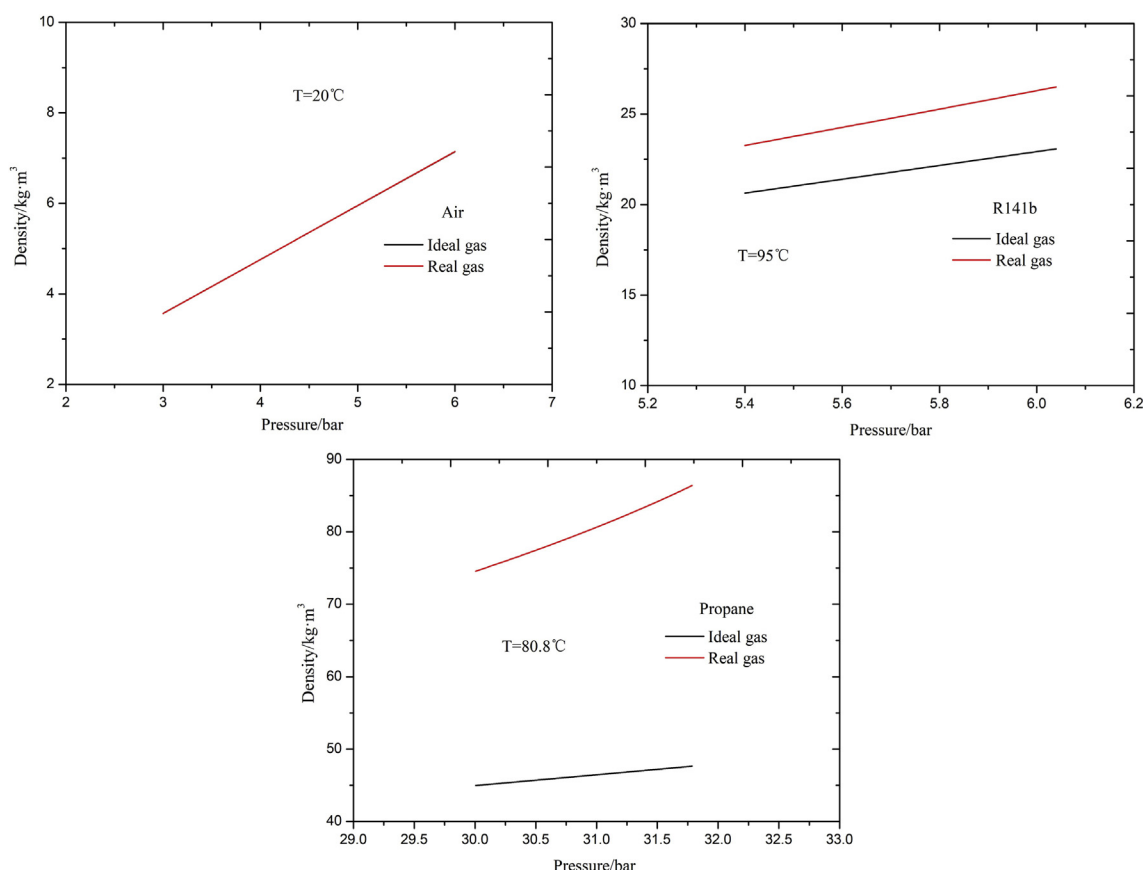 10
8
6
4
2
Density/kg·m³
T=20℃
Air
Ideal gas
Real gas
2 3 4 5 6 7
Pressure/bar
30
25
20
15
10
Density/kg·m³
R141b
Ideal gas
Real gas
T=95℃
5.2 5.4 5.6 5.8 6.0 6.2
Pressure/bar
90
80
70
60
50
40
Density/kg·m³
Propane
Ideal gas
Real gas
T=80.8℃
29.0 29.5 30.0 30.5 31.0 31.5 32.0 32.5 33.0
Pressure/bar